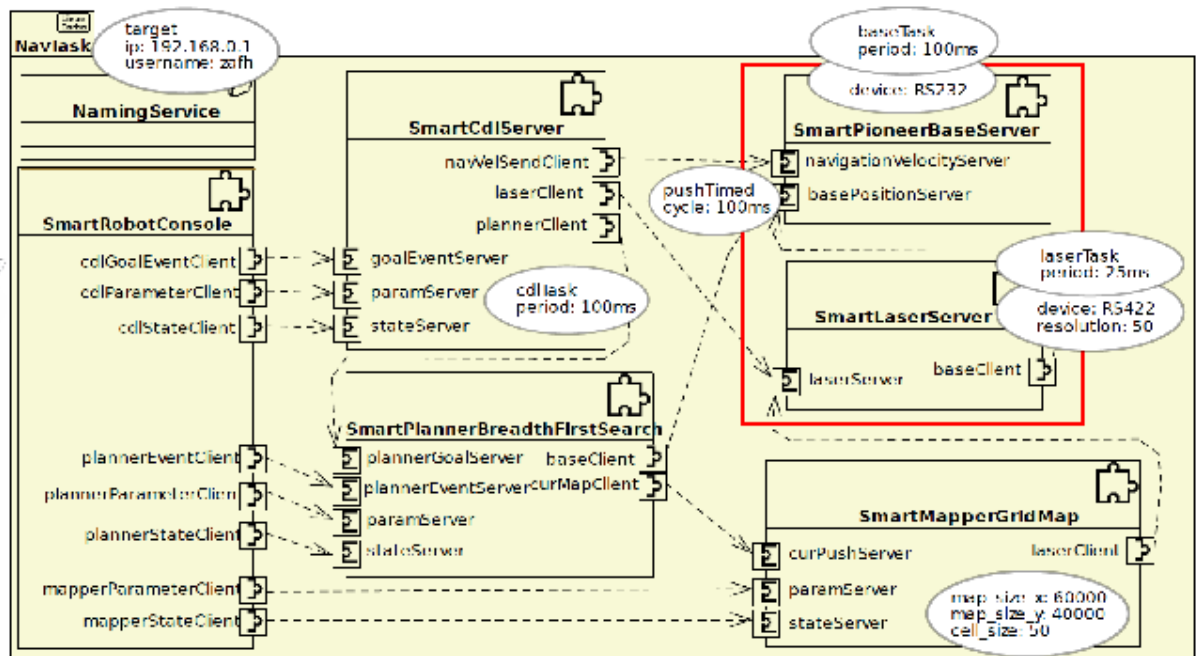 NavTask
target
ip: 192.168.0.1
username: zafh
NamingService
SmartRobotConsole
cdlGoalEventClient
cdlParameterClient
cdlStateClient
plannerEventClient
plannerParameterClien
plannerStateClient
mapperParameterClient
mapperStateClient
SmartCdlServer
navVelSendClient
laserClient
plannerClient
goalEventServer
paramServer
stateServer
cdlTask
period: 100ms
SmartPlannerBreadthFirstSearch
plannerGoalServer
baseClient
plannerEventServer
curMapClient
paramServer
stateServer
baseTask
period: 100ms
device: RS232
SmartPioneerBaseServer
navigationVelocityServer
basePositionServer
pushTimed
cycle: 100ms
laserTask
period: 25ms
device: RS422
resolution: 50
SmartLaserServer
baseClient
laserServer
SmartMapperGridMap
laserClient
curPushServer
paramServer
stateServer
map_size_x: 60000
map_size_y: 40000
cell_size: 50